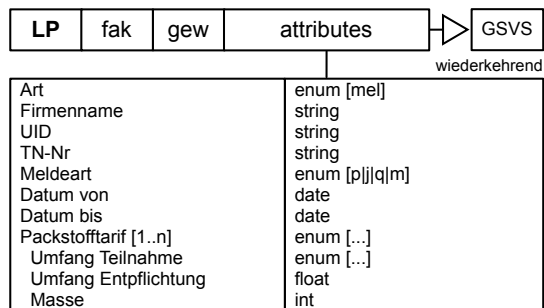 LP fak gew attributes GSVS
wiederkehrend
Art enum [mel]
Firmenname string
UID string
TN-Nr string
Meldeart enum [p|j|q|m]
Datum von date
Datum bis date
Packstofftarif [1..n] enum [...]
Umfang Teilnahme enum [...]
Umfang Entpflichtung float
Masse int